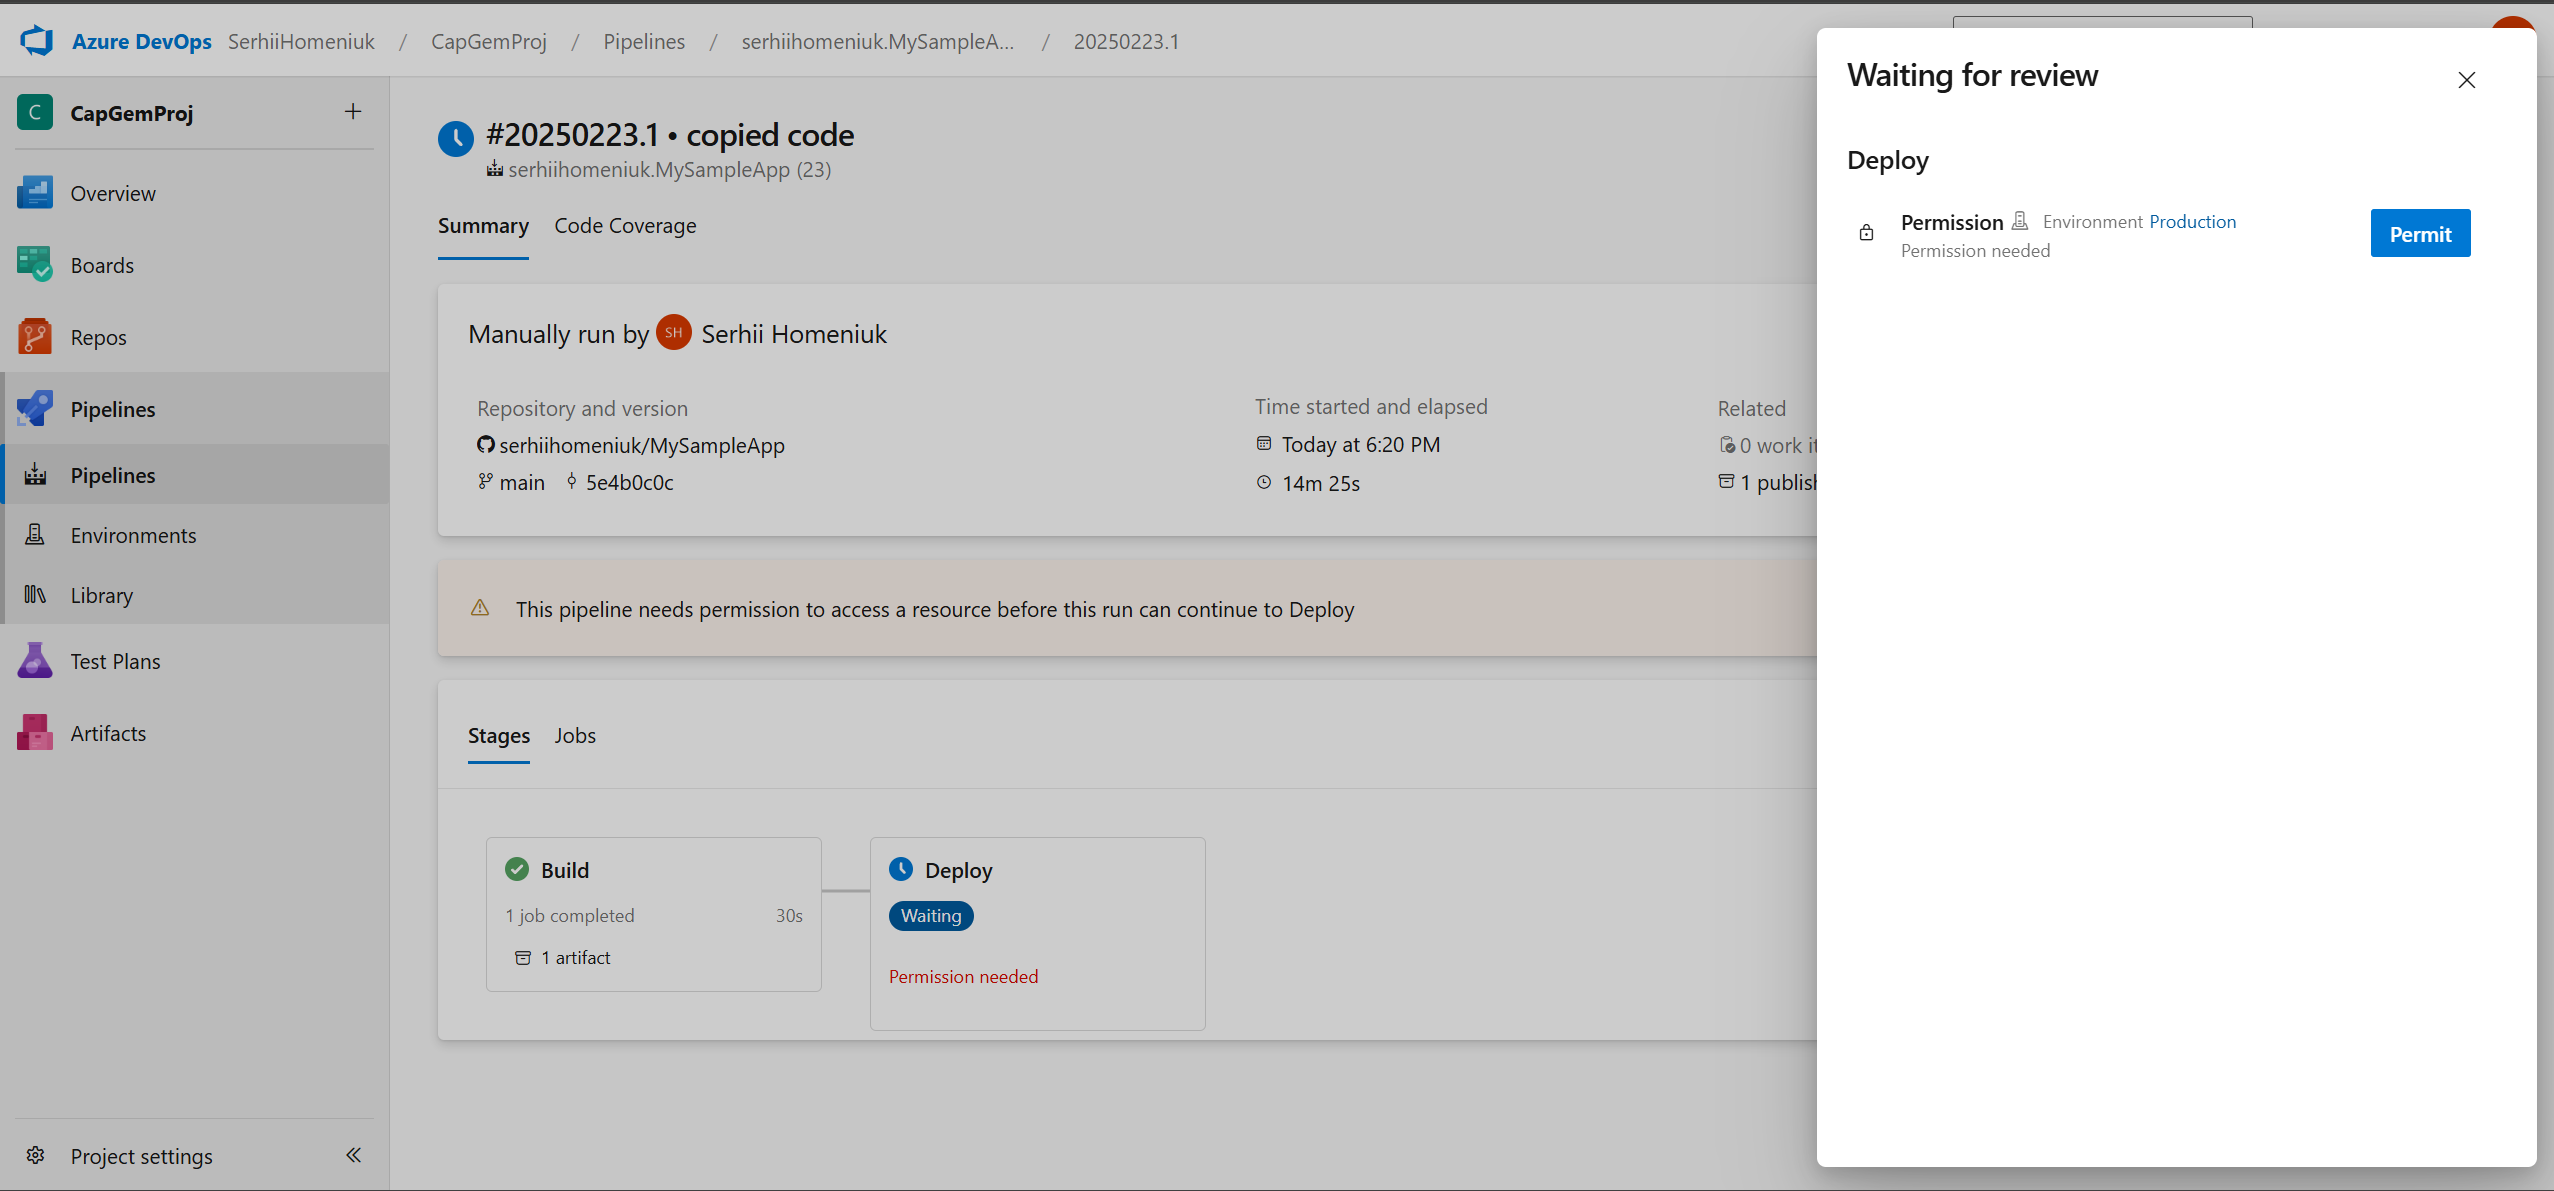 Azure DevOps SerhiiHomeniuk / CapGemProj / Pipelines / serhiihomeniuk.MySampleA... / 20250223.1
C CapGemProj +
Overview
Boards
Repos
Pipelines
Pipelines
Environments
Library
Test Plans
Artifacts
Project settings
#20250223.1 • copied code
serhiihomeniuk.MySampleApp (23)
Summary Code Coverage
Manually run by SH Serhii Homeniuk
Repository and version
serhiihomeniuk/MySampleApp
main 5e4b0c0c
Time started and elapsed
Today at 6:20 PM
14m 25s
Related
0 work it
1 publish
This pipeline needs permission to access a resource before this run can continue to Deploy
Stages Jobs
Build
1 job completed 30s
1 artifact
Deploy
Waiting
Permission needed
Waiting for review
Deploy
Permission Environment Production
Permission needed
Permit